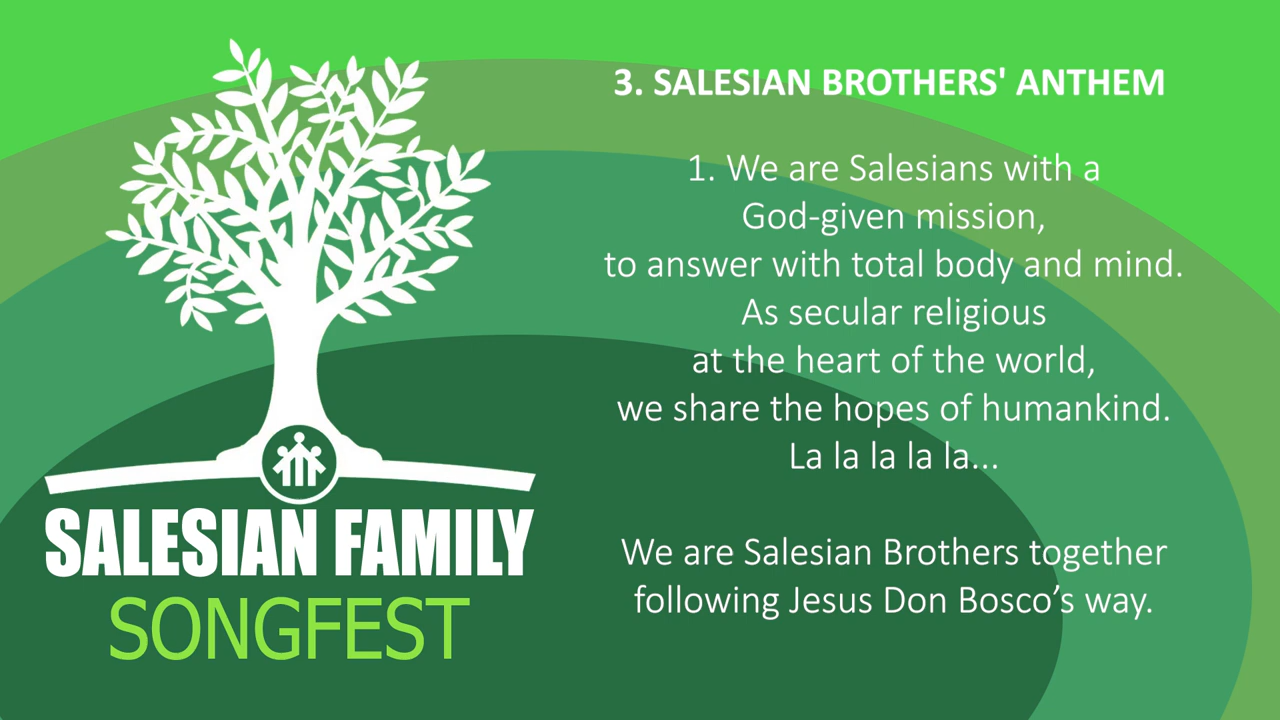 3. SALESIAN BROTHERS' ANTHEM
1. We are Salesians with a
God-given mission,
to answer with total body and mind.
As secular religious
at the heart of the world,
we share the hopes of humankind.
La la la la la...
We are Salesian Brothers together
following Jesus Don Bosco’s way.
SALESIAN FAMILY
SONGFEST